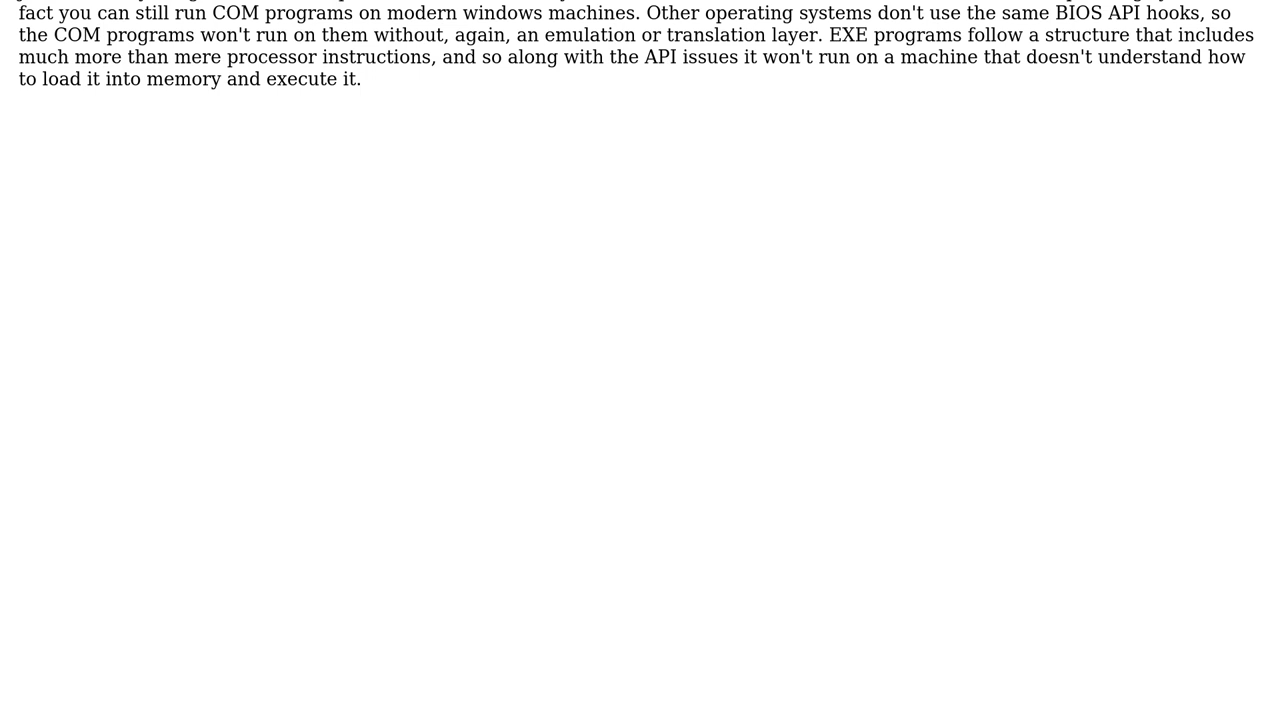 fact you can still run COM programs on modern windows machines. Other operating systems don't use the same BIOS API hooks, so
the COM programs won't run on them without, again, an emulation or translation layer. EXE programs follow a structure that includes
much more than mere processor instructions, and so along with the API issues it won't run on a machine that doesn't understand how
to load it into memory and execute it.